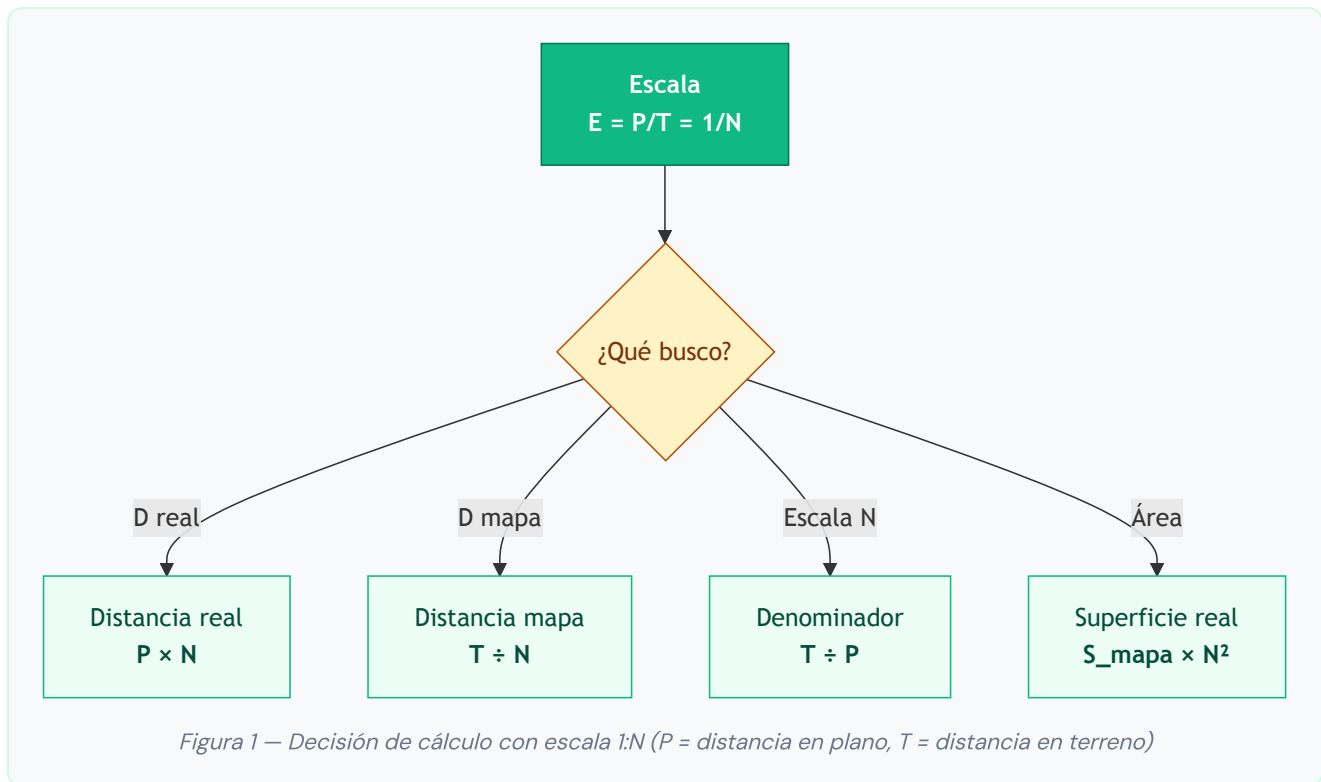 Escala
E = P/T = 1/N
¿Qué busco?
D real
D mapa
Escala N
Área
Distancia real
P × N
Distancia mapa
T ÷ N
Denominador
T ÷ P
Superficie real
S_mapa × N²
Figura 1 — Decisión de cálculo con escala 1:N (P = distancia en plano, T = distancia en terreno)